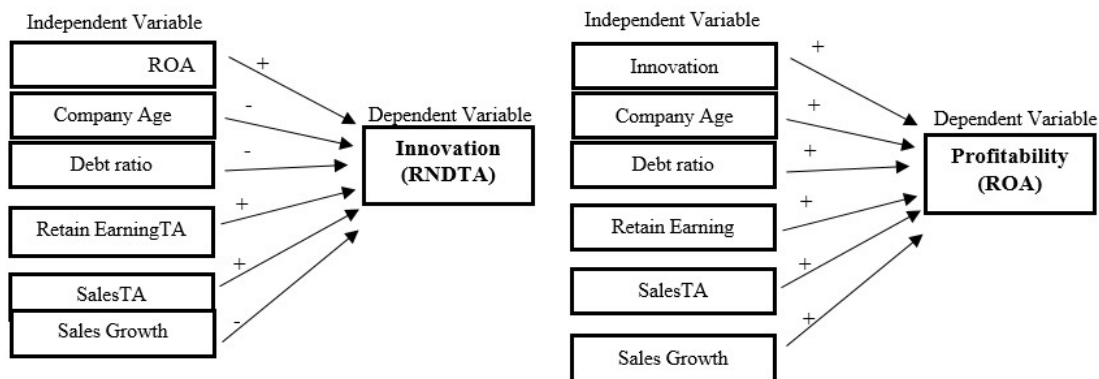 Independent Variable
ROA
+
Company Age
-
Debt ratio
-
Retain EarningTA
+
SalesTA
+
Sales Growth
-
Dependent Variable
Innovation
(RNDTA)
Independent Variable
Innovation
+
Company Age
+
Debt ratio
+
Retain Earning
+
SalesTA
+
Sales Growth
+
Dependent Variable
Profitability
(ROA)